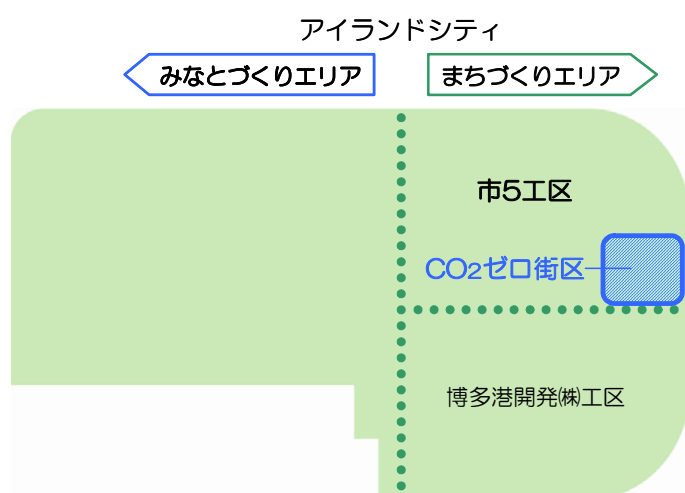 アイランドシティ
みなとづくりエリア
まちづくりエリア
市5工区
CO2ゼロ街区
博多港開発㈱工区